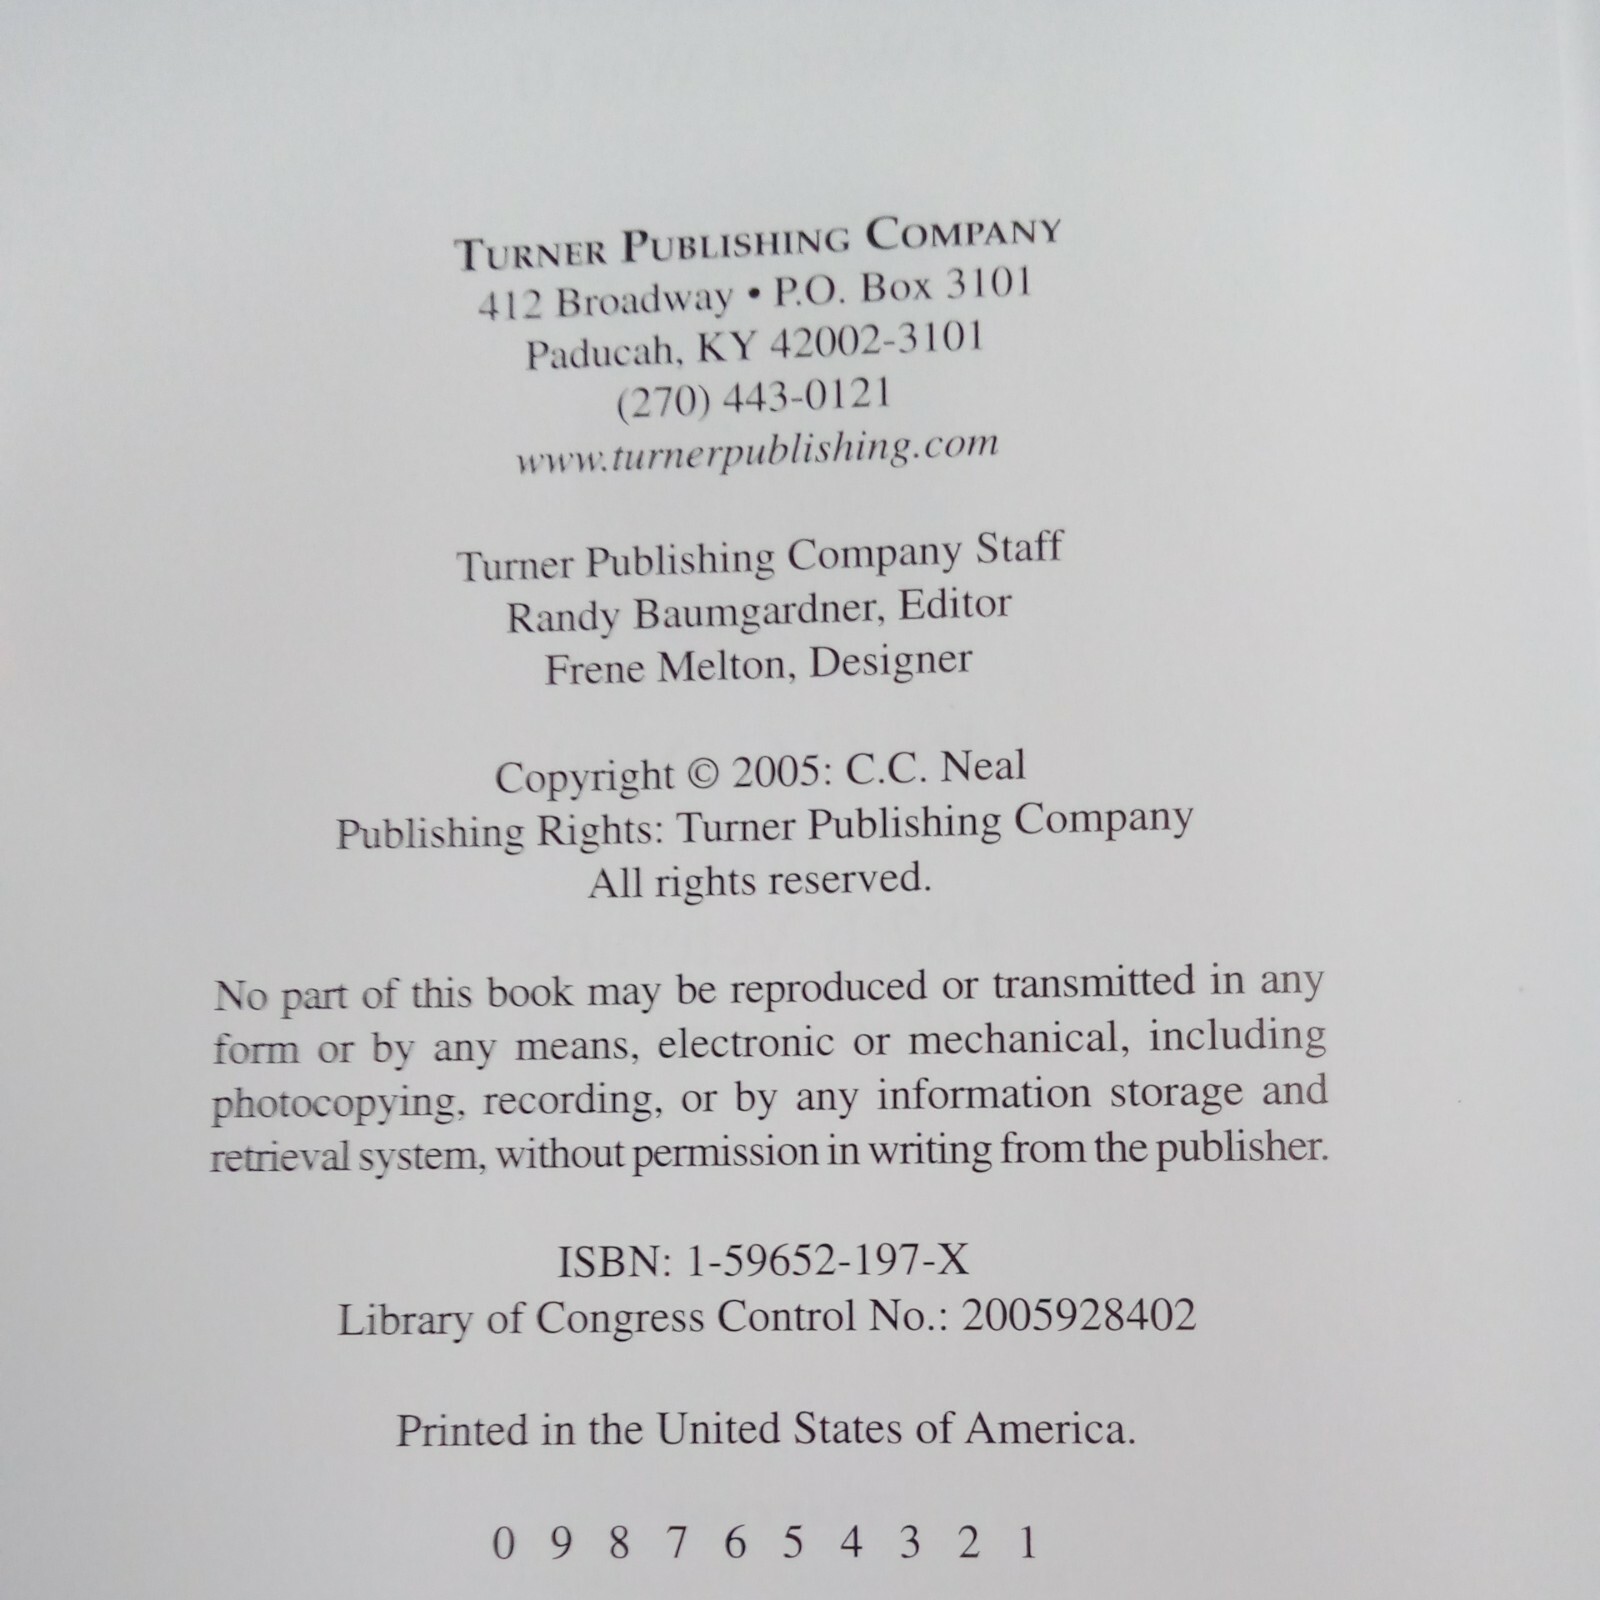 TURNER PUBLISHING COMPANY
412 Broadway • P.O. Box 3101
Paducah, KY 42002-3101
(270) 443-0121
www.turnerpublishing.com
Turner Publishing Company Staff
Randy Baumgardner, Editor
Frene Melton, Designer
Copyright © 2005: C.C. Neal
Publishing Rights: Turner Publishing Company
All rights reserved.
No part of this book may be reproduced or transmitted in any
form or by any means, electronic or mechanical, including
photocopying, recording, or by any information storage and
retrieval system, without permission in writing from the publisher.
ISBN: 1-59652-197-X
Library of Congress Control No.: 2005928402
Printed in the United States of America.
0 9 8 7 6 5 4 3 2 1